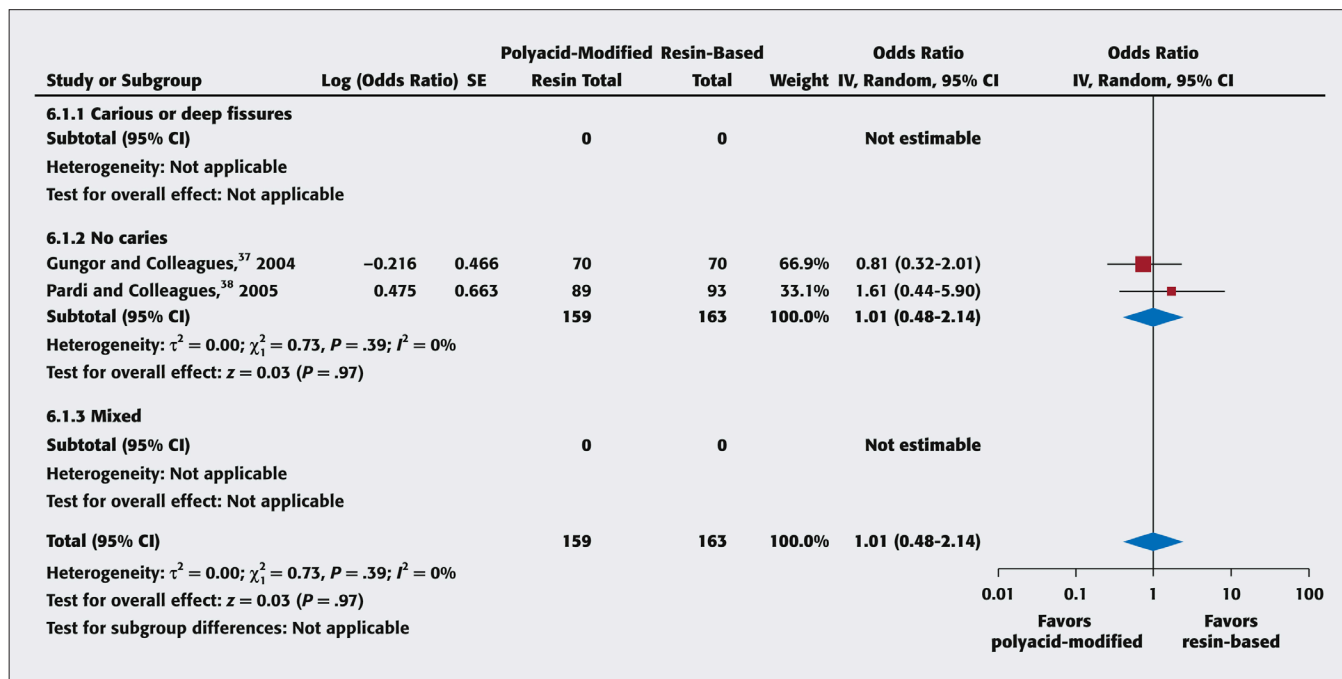 Polyacid-Modified Resin-Based Odds Ratio Odds Ratio
Study or Subgroup Log (Odds Ratio) SE Resin Total Total Weight IV, Random, 95% CI IV, Random, 95% CI
6.1.1 Carious or deep fissures
Subtotal (95% CI) 0 0 Not estimable
Heterogeneity: Not applicable
Test for overall effect: Not applicable
6.1.2 No caries
Gungor and Colleagues,³⁷ 2004 −0.216 0.466 70 70 66.9% 0.81 (0.32-2.01)
Pardi and Colleagues,³⁸ 2005 0.475 0.663 89 93 33.1% 1.61 (0.44-5.90)
Subtotal (95% CI) 159 163 100.0% 1.01 (0.48-2.14)
Heterogeneity: τ² = 0.00; χ²₁ = 0.73, P = .39; I² = 0%
Test for overall effect: z = 0.03 (P = .97)
6.1.3 Mixed
Subtotal (95% CI) 0 0 Not estimable
Heterogeneity: Not applicable
Test for overall effect: Not applicable
Total (95% CI) 159 163 100.0% 1.01 (0.48-2.14)
Heterogeneity: τ² = 0.00; χ²₁ = 0.73, P = .39; I² = 0%
Test for overall effect: z = 0.03 (P = .97)
Test for subgroup differences: Not applicable
0.01 0.1 1 10 100
Favors Favors
polyacid-modified resin-based